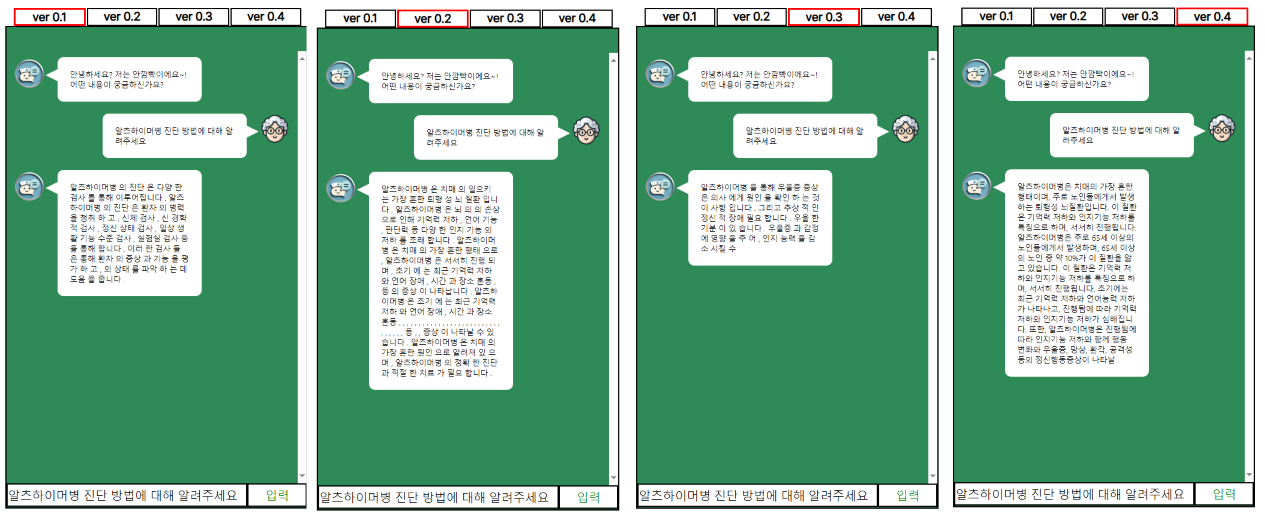 ver 0.1 ver 0.2 ver 0.3 ver 0.4
안녕하세요? 저는 안깜빡이에요~!
어떤 내용이 궁금하신가요?
알츠하이머병 진단 방법에 대해 알
려주세요
알츠하이머병 의 진단 은 다양 한
검사 를 통해 이루어집니다 . 알츠
하이머병 의 진단 은 환자 의 병력
을 청취 하 고 , 신체 검사 , 신 경학
적 검사 , 정신 상태 검사 , 일상 생
활 기능 수준 검사 , 실험실 검사 등
을 통해 합니다 . 이러 한 검사 들
은 통해 환자 의 증상 과 기능 을 평
가 하 고 , 의 상태 를 파악 하 는 데
도움 을 줍니다 .
알츠하이머병 진단 방법에 대해 알려주세요 입력
ver 0.1 ver 0.2 ver 0.3 ver 0.4
안녕하세요? 저는 안깜빡이에요~!
어떤 내용이 궁금하신가요?
알츠하이머병 진단 방법에 대해 알
려주세요
알츠하이머병 은 치매 의 일으키
는 가장 흔한 퇴행 성 뇌 질환 입니
다 . 알츠하이머병 은 뇌 의 의 손상
으로 인해 기억력 저하 , 언어 기능
, 판단력 등 다양 한 인지 기능 의
저하 를 초래 합니다 . 알츠하이머
병 은 치매 의 가장 흔한 형태 으로
, 알츠하이머병 은 서서히 진행 되
며 , 초기 에 는 최근 기억력 저하
와 언어 장애 , 시간 과 장소 혼동 ,
등 의 증상 이 나타납니다 . 알츠하
이머병 은 초기 에 는 최근 기억력
저하 와 언어 장애 , 시간 과 장소
혼동 , , , , , , , , , , , , , , , , , , , , , , , , , ,
, , , , , , , 등 , , 증상 이 나타날 수 있
습니다 . 알츠하이머병 은 치매 의
가장 흔한 원인 으로 알려져 있 으
며 , 알츠하이머병 의 정확 한 진단
과 적절 한 치료 가 필요 합니다 .
알츠하이머병 진단 방법에 대해 알려주세요 입력
ver 0.1 ver 0.2 ver 0.3 ver 0.4
안녕하세요? 저는 안깜빡이에요~!
어떤 내용이 궁금하신가요?
알츠하이머병 진단 방법에 대해 알
려주세요
알츠하이머병 을 통해 우울증 증상
은 의사 에게 원인 을 확인 하 는 것
이 사항 입니다 . 그리고 추상 적 인
정신 적 장애 필요 합니다 . 우울 한
기분 이 있 습니다 . 우울증 과 감정
에 영향 을 주 어 , 인지 능력 을 감
소 시킬 수
알츠하이머병 진단 방법에 대해 알려주세요 입력
ver 0.1 ver 0.2 ver 0.3 ver 0.4
안녕하세요? 저는 안깜빡이에요~!
어떤 내용이 궁금하신가요?
알츠하이머병 진단 방법에 대해 알
려주세요
알츠하이머병은 치매의 가장 흔한
형태이며, 주로 노인들에게서 발생
하는 퇴행성 뇌질환입니다. 이 질환
은 기억력 저하와 인지기능 저하를
특징으로 하며, 서서히 진행됩니다.
알츠하이머병은 주로 65세 이상의
노인들에게서 발생하며, 65세 이상
의 노인 중 약 10%가 이 질환을 앓
고 있습니다. 이 질환은 기억력 저
하와 인지기능 저하를 특징으로 하
며, 서서히 진행됩니다. 초기에는
최근 기억력 저하와 언어능력 저하
가 나타나고, 진행됨에 따라 기억력
저하와 인지기능 저하가 심해집니
다. 또한, 알츠하이머병은 진행됨에
따라 인지기능 저하와 함께 행동
변화와 우울증, 망상, 환각, 공격성
등의 정신행동증상이 나타날
알츠하이머병 진단 방법에 대해 알려주세요 입력